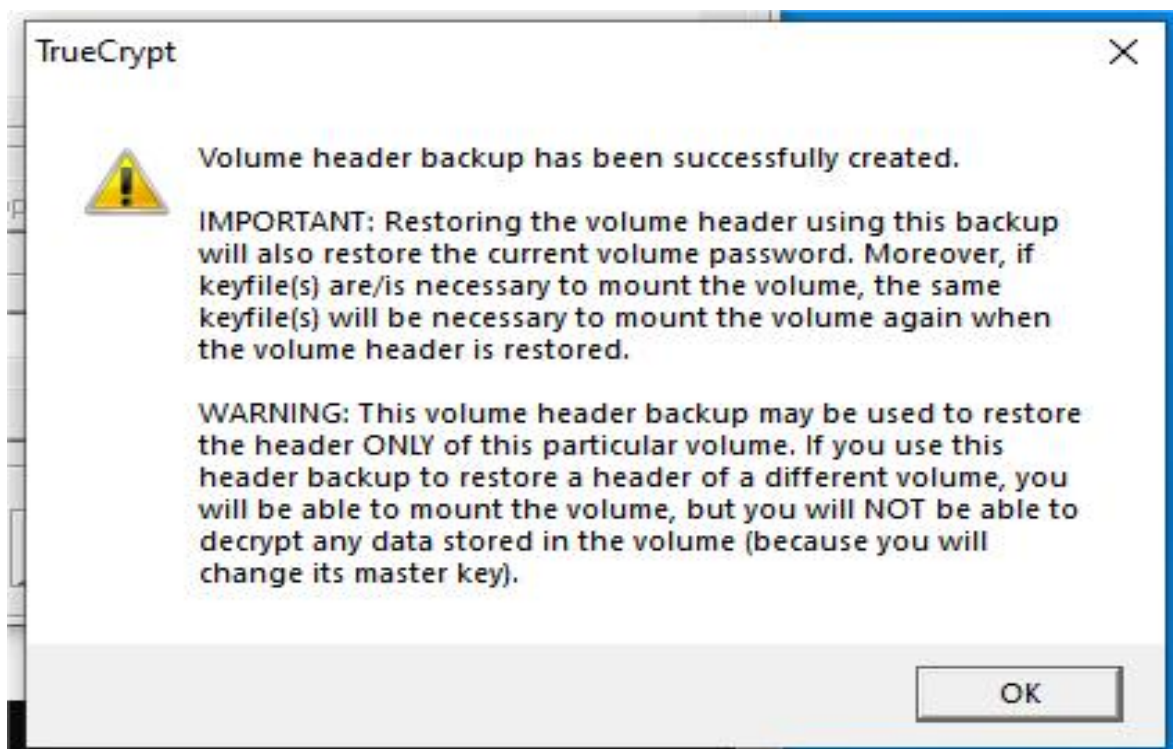 TrueCrypt
Volume header backup has been successfully created.
IMPORTANT: Restoring the volume header using this backup
will also restore the current volume password. Moreover, if
keyfile(s) are/is necessary to mount the volume, the same
keyfile(s) will be necessary to mount the volume again when
the volume header is restored.
WARNING: This volume header backup may be used to restore
the header ONLY of this particular volume. If you use this
header backup to restore a header of a different volume, you
will be able to mount the volume, but you will NOT be able to
decrypt any data stored in the volume (because you will
change its master key).
OK